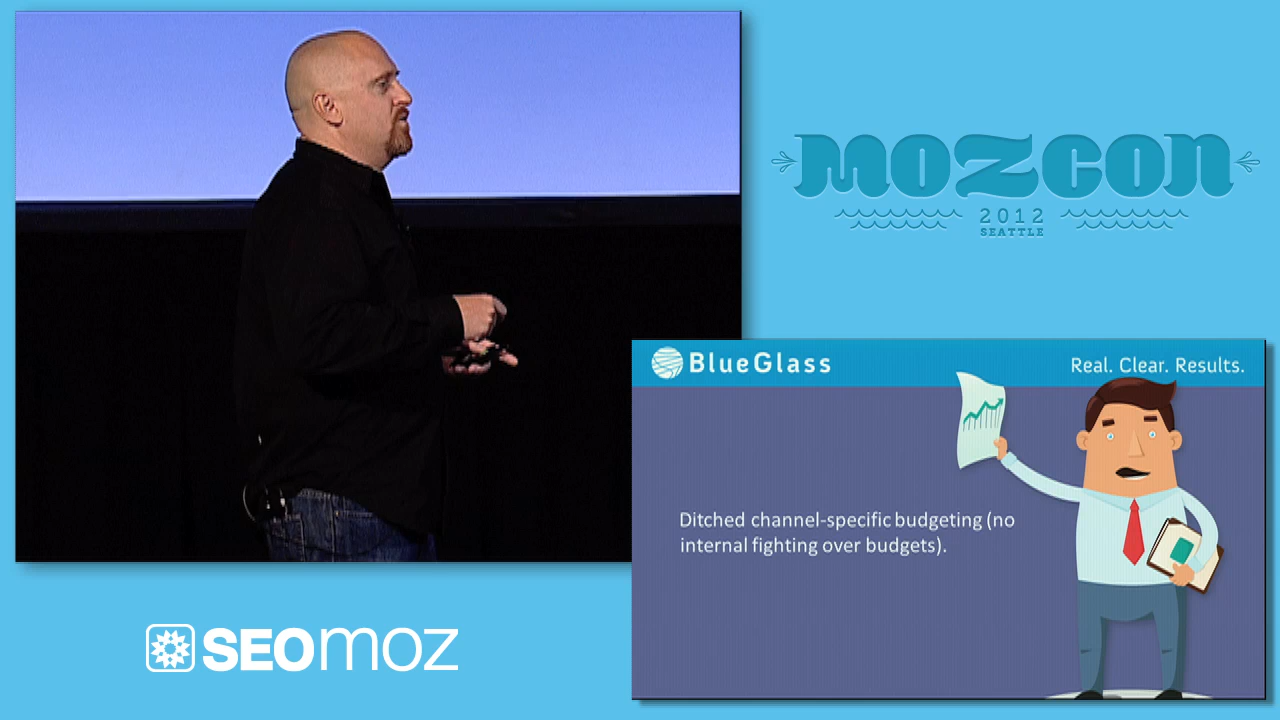 MOZCON
2012
SEATTLE
BlueGlass
Real. Clear. Results.
Ditched channel-specific budgeting (no
internal fighting over budgets).
SEOmoz